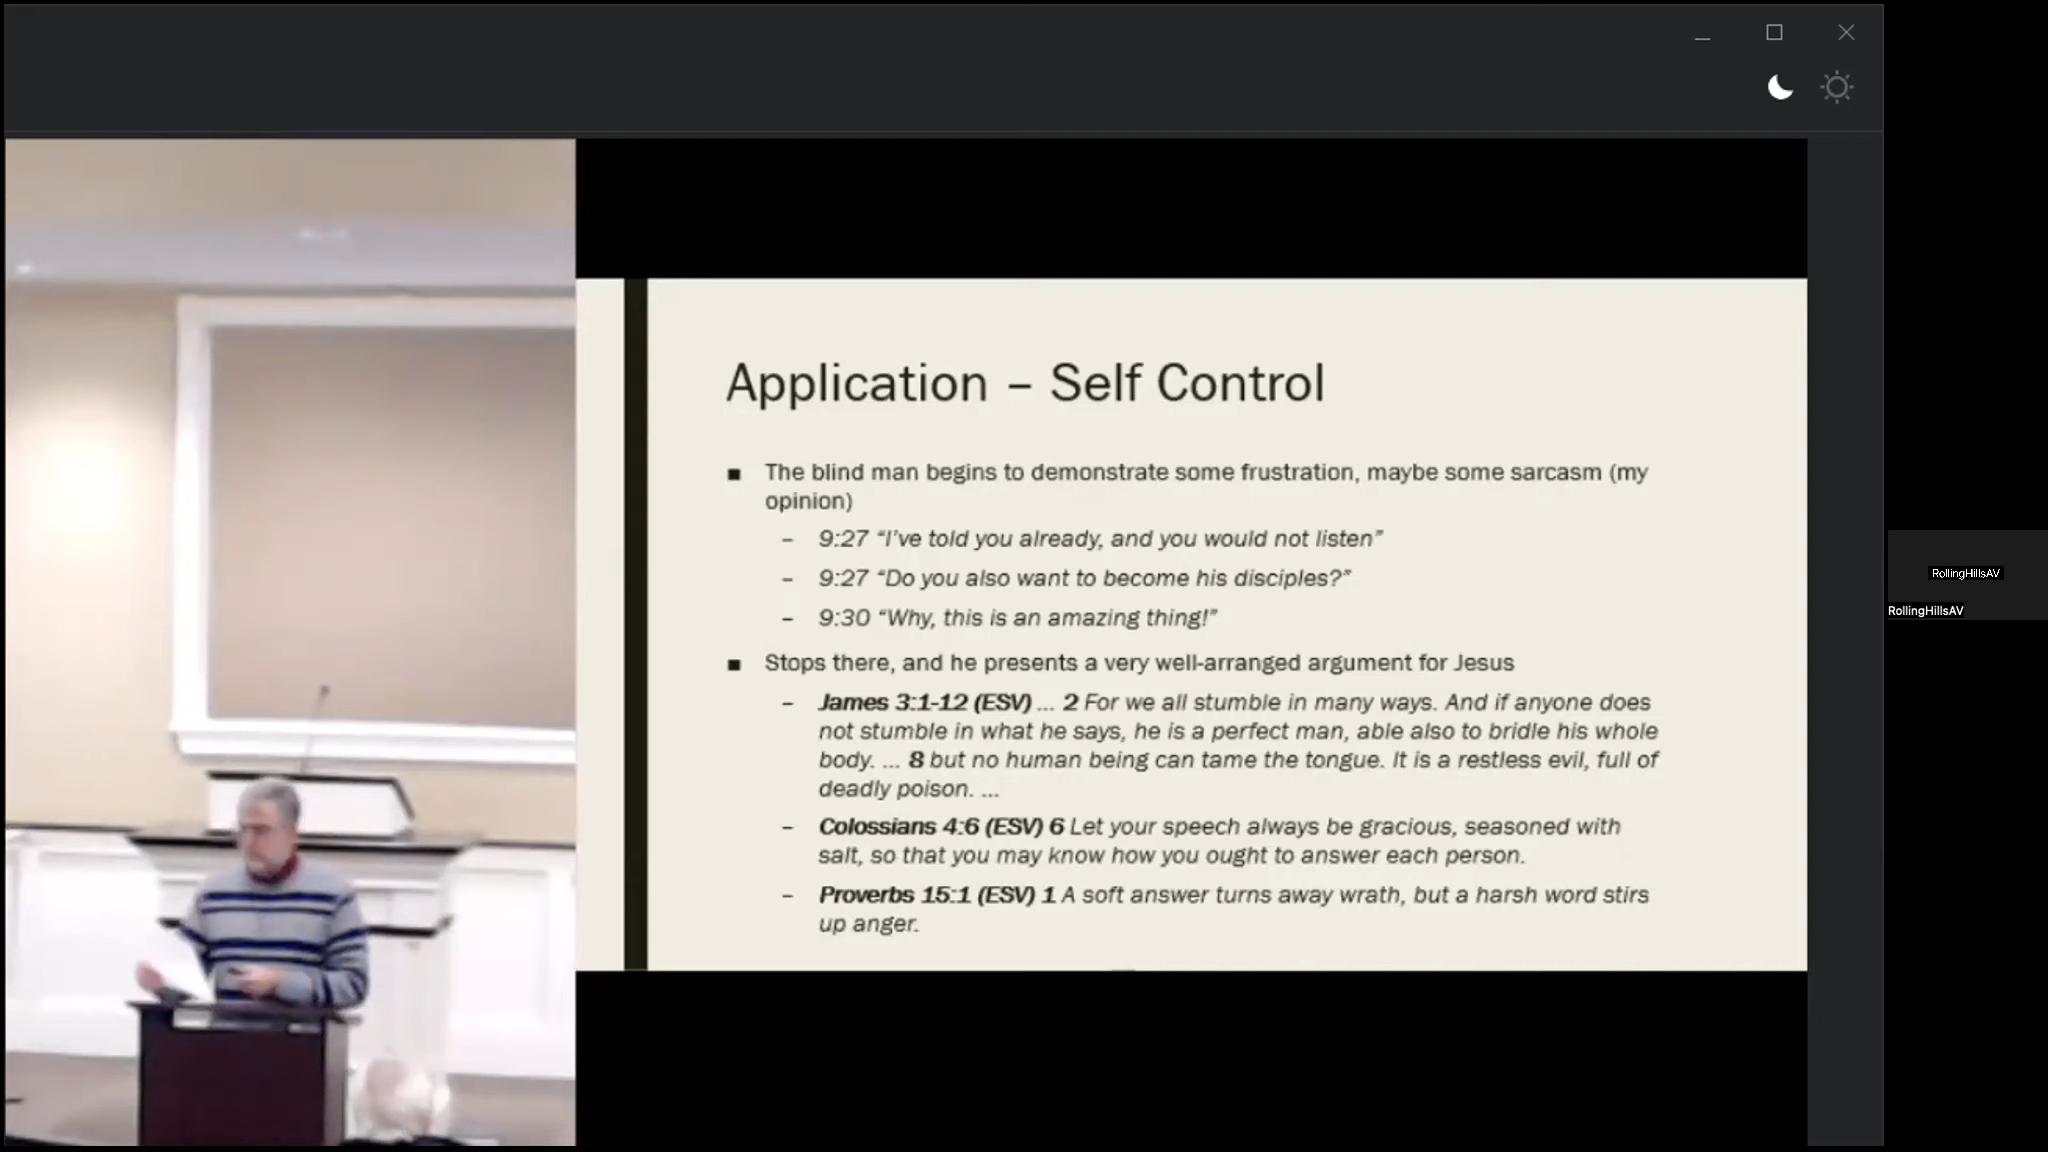 Application – Self Control
■ The blind man begins to demonstrate some frustration, maybe some sarcasm (my
opinion)
– 9:27 “I’ve told you already, and you would not listen”
– 9:27 “Do you also want to become his disciples?”
– 9:30 “Why, this is an amazing thing!”
■ Stops there, and he presents a very well-arranged argument for Jesus
– James 3:1-12 (ESV) ... 2 For we all stumble in many ways. And if anyone does
not stumble in what he says, he is a perfect man, able also to bridle his whole
body. ... 8 but no human being can tame the tongue. It is a restless evil, full of
deadly poison. ...
– Colossians 4:6 (ESV) 6 Let your speech always be gracious, seasoned with
salt, so that you may know how you ought to answer each person.
– Proverbs 15:1 (ESV) 1 A soft answer turns away wrath, but a harsh word stirs
up anger.
RollingHillsAV
RollingHillsAV